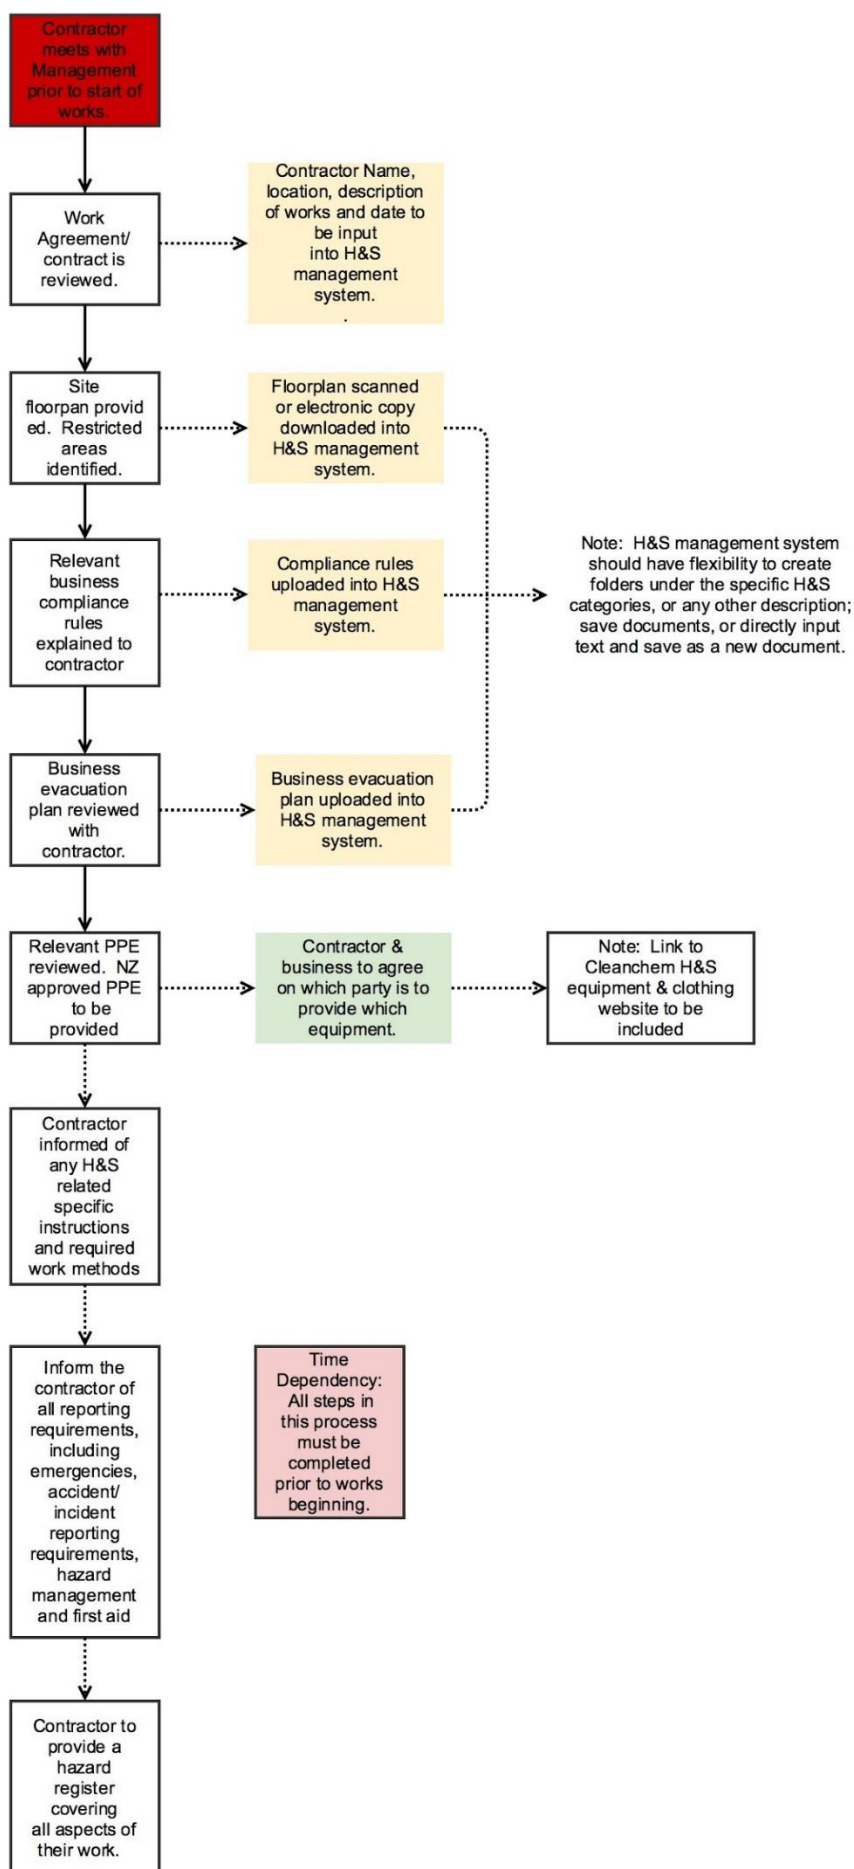 Contractor
meets with
Management
prior to start of
works.
Work
Agreement/
contract is
reviewed.
Contractor Name,
location, description
of works and date to
be input
into H&S
management
system.
.
Site
floorpan provid
ed. Restricted
areas
identified.
Floorplan scanned
or electronic copy
downloaded into
H&S management
system.
Relevant
business
compliance
rules
explained to
contractor
Compliance rules
uploaded into H&S
management
system.
Note: H&S management system
should have flexibility to create
folders under the specific H&S
categories, or any other description;
save documents, or directly input
text and save as a new document.
Business
evacuation
plan reviewed
with
contractor.
Business evacuation
plan uploaded into
H&S management
system.
Relevant PPE
reviewed. NZ
approved PPE
to be
provided
Contractor &
business to agree
on which party is to
provide which
equipment.
Note: Link to
Cleanchem H&S
equipment & clothing
website to be
included
Contractor
informed of
any H&S
related
specific
instructions
and required
work methods
Inform the
contractor of
all reporting
requirements,
including
emergencies,
accident/
incident
reporting
requirements,
hazard
management
and first aid
Time
Dependency:
All steps in
this process
must be
completed
prior to works
beginning.
Contractor to
provide a
hazard
register
covering
all aspects of
their work.